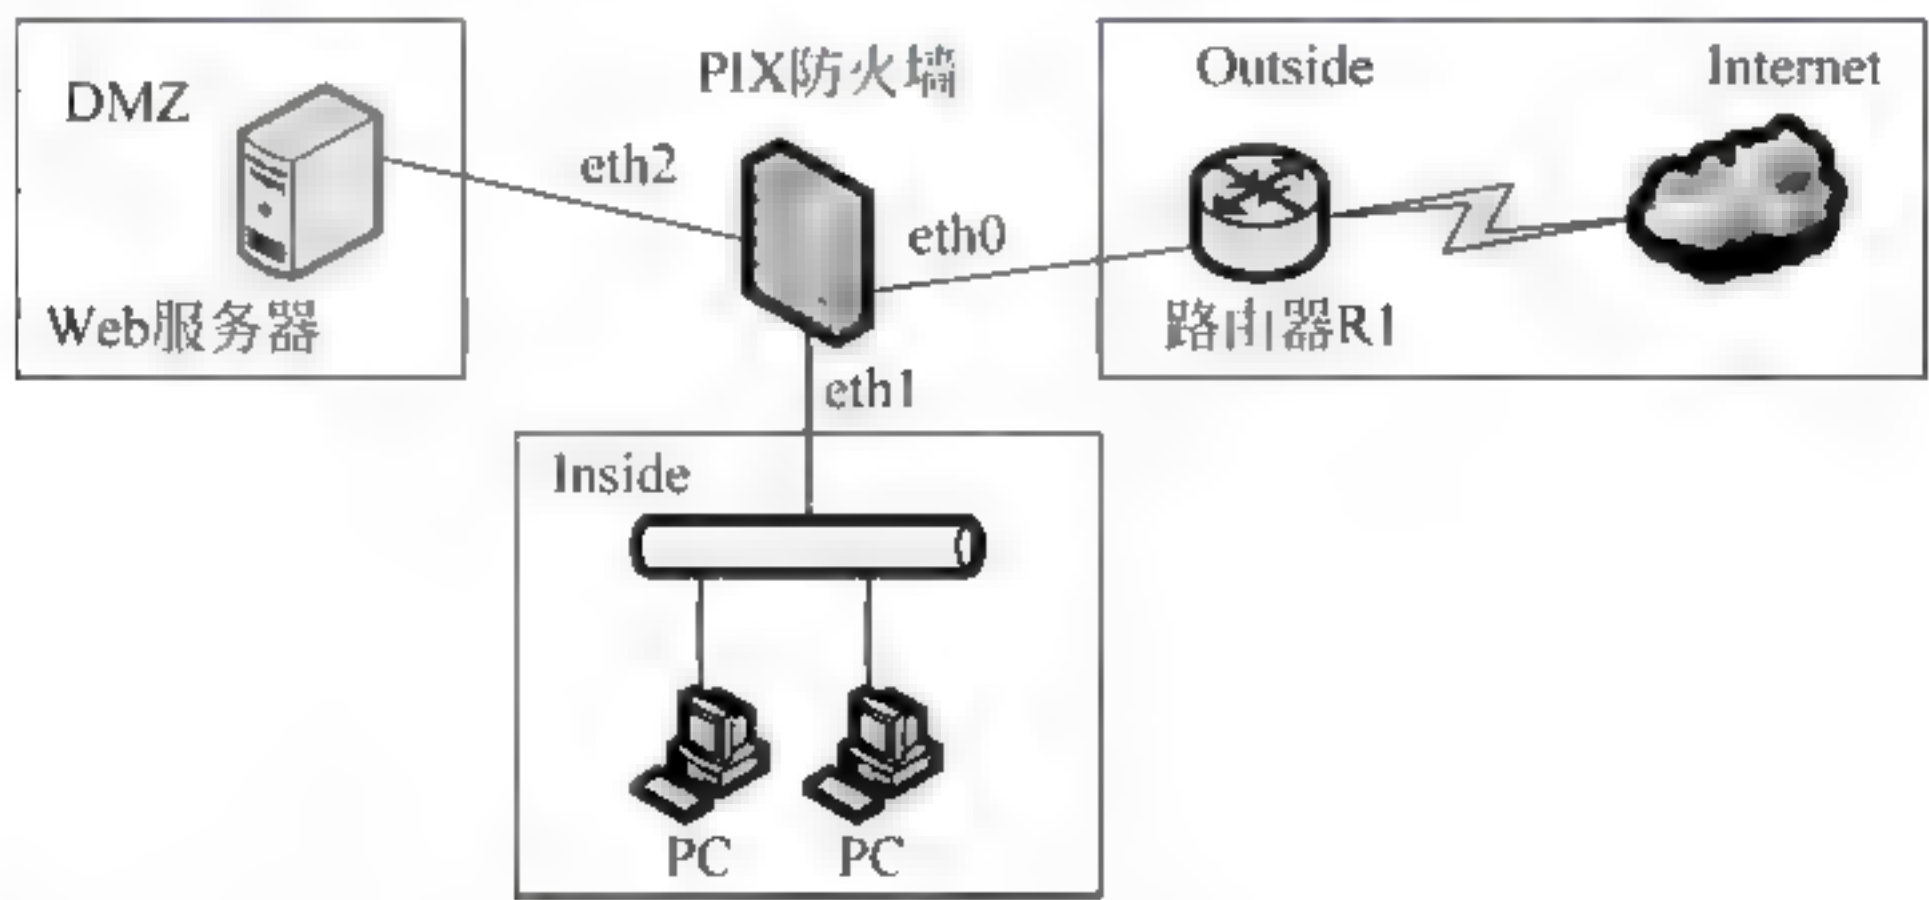 PIX防火墙
Outside
Internet
DMZ
eth2
eth0
Web服务器
路由器R1
eth1
Inside
PC
PC